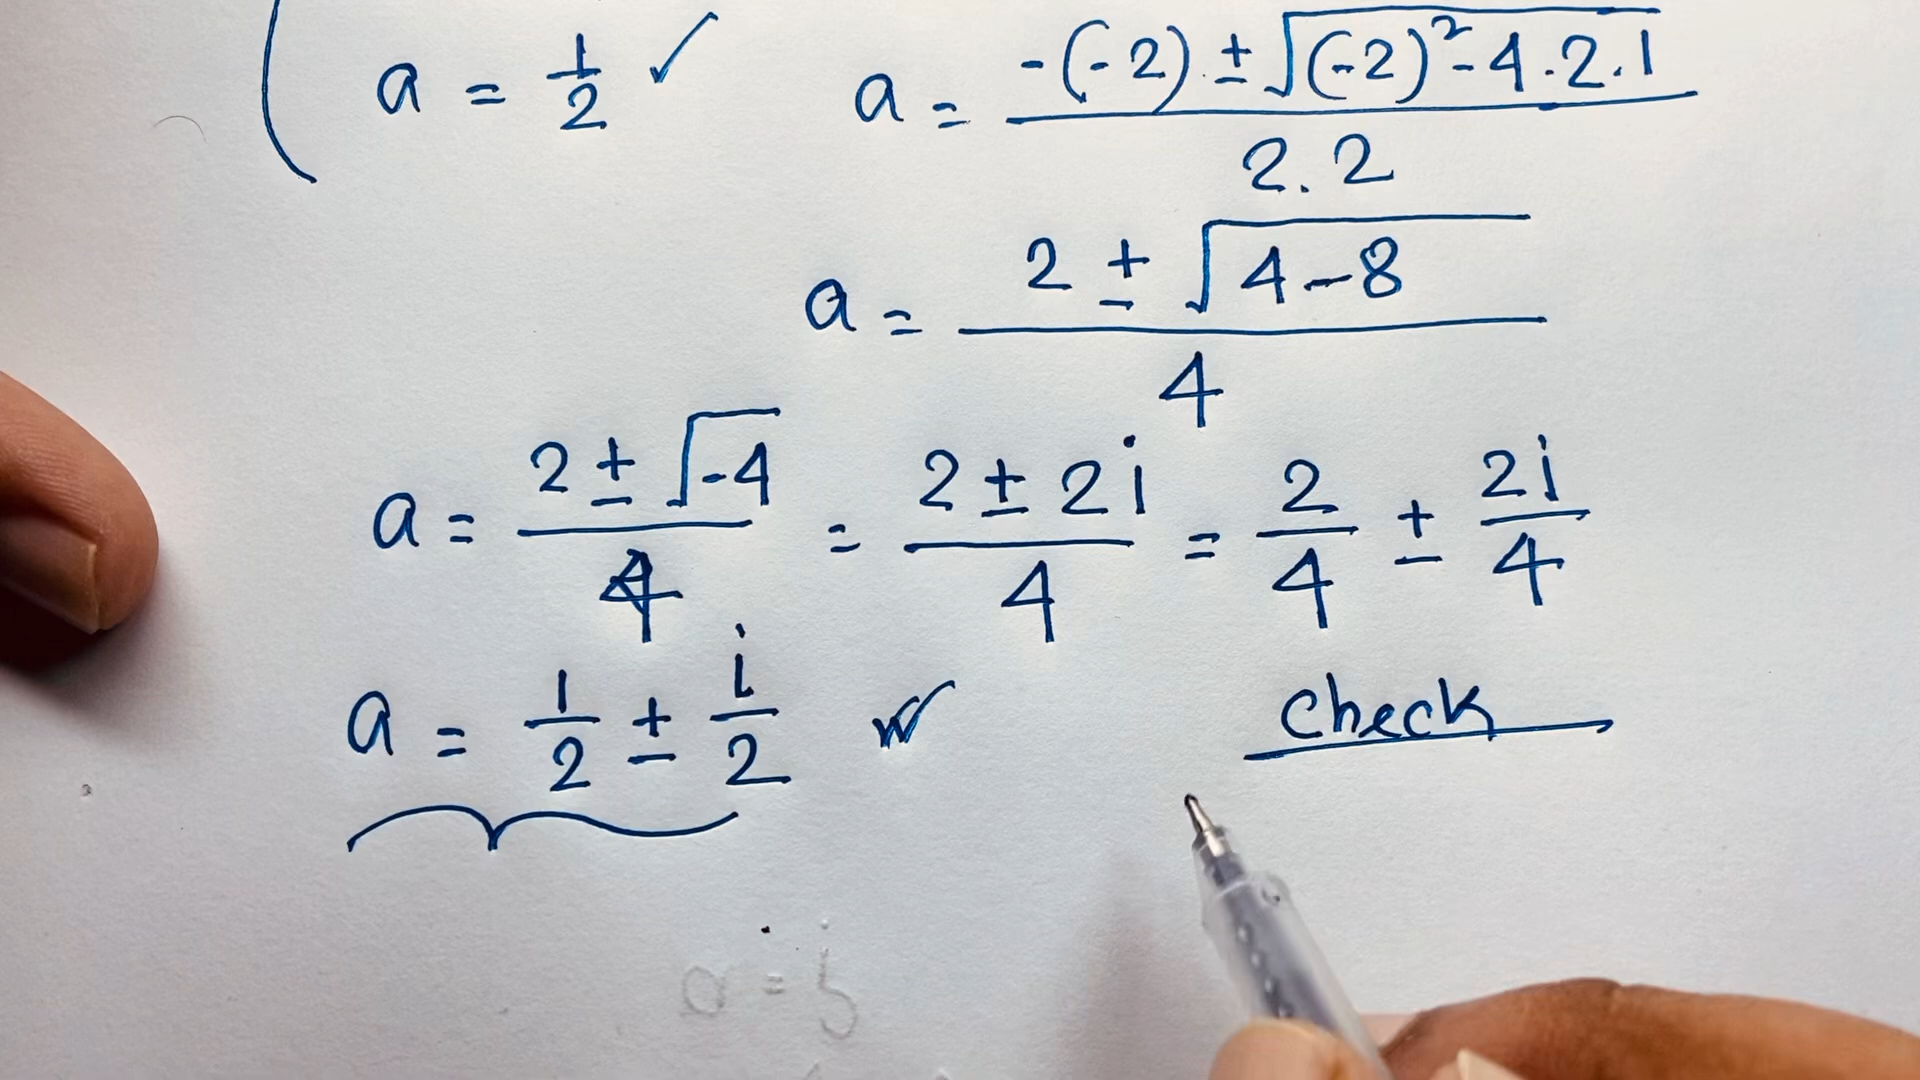 a = 1/2 ✓
a = (-(-2) ± √((-2)² - 4.2.1))/(2.2)
a = (2 ± √(4-8))/4
a = (2 ± √-4)/4 = (2 ± 2i)/4 = 2/4 ± 2i/4
a = 1/2 ± i/2 ✓ check